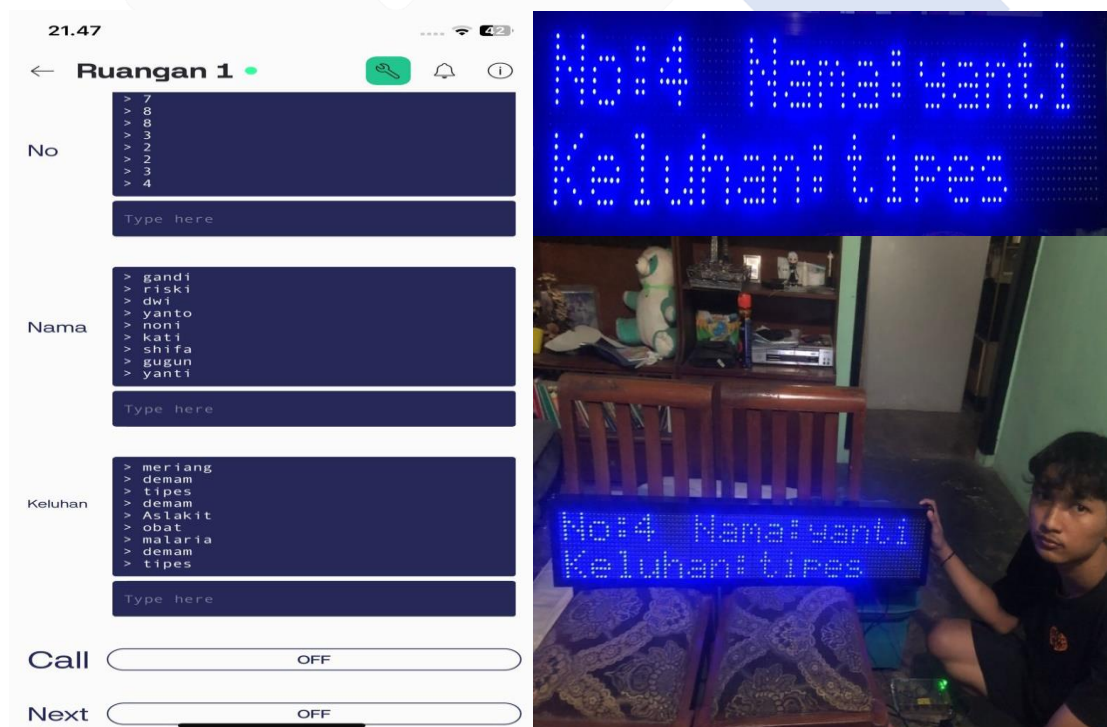 21.47
42
Ruangan 1
No
> 7
> 8
> 8
> 3
> 2
> 2
> 3
> 4
Type here
Nama
> gandi
> riski
> dwi
> yanto
> noni
> kati
> shifa
> gugun
> yanti
Type here
Keluhan
> meriang
> demam
> tipes
> demam
> Aslakit
> obat
> malaria
> demam
> tipes
Type here
Call OFF
Next OFF
No:4 Nama:yanti
Keluhan:tipes
No:4 Nama:yanti
Keluhan:tipes